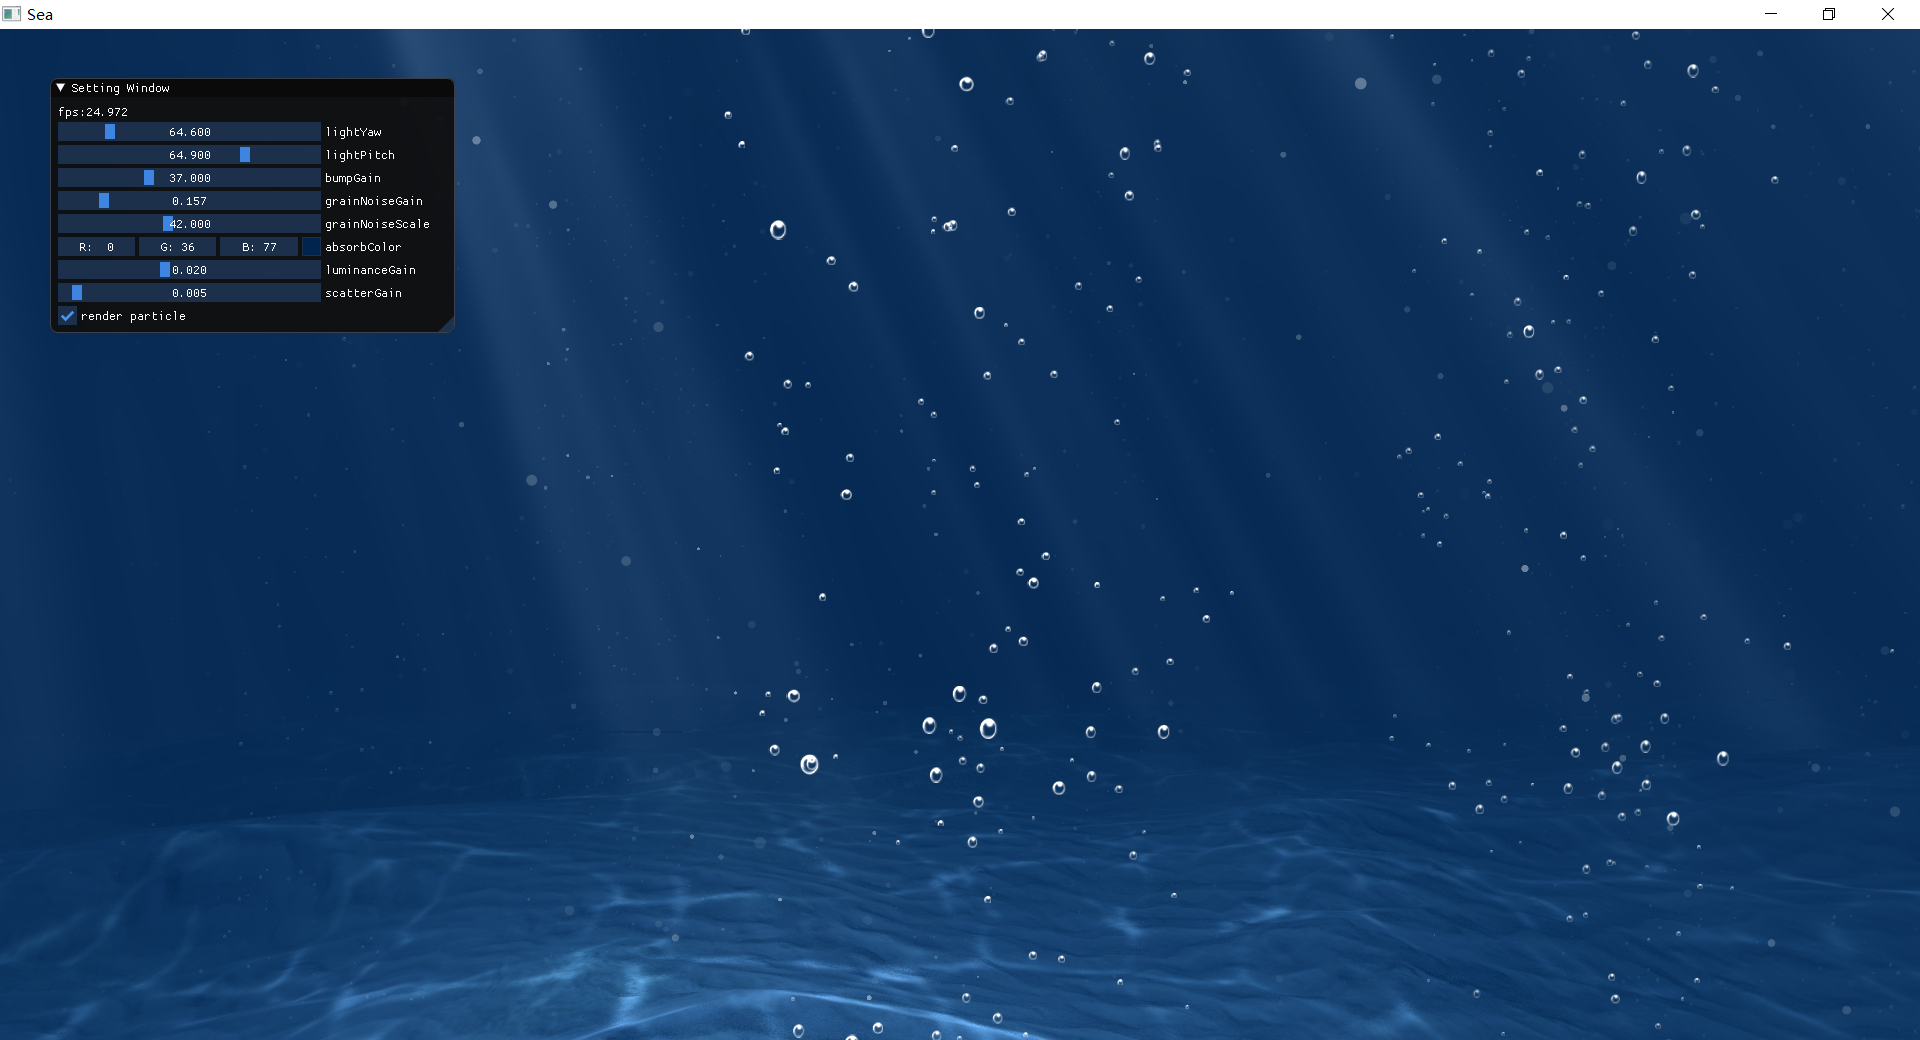 Sea
Setting Window
fps:24.972
64.600 lightYaw
64.900 lightPitch
37.000 bumpGain
0.157 grainNoiseGain
42.000 grainNoiseScale
R: 0 G: 36 B: 77 absorbColor
0.020 luminanceGain
0.005 scatterGain
render particle